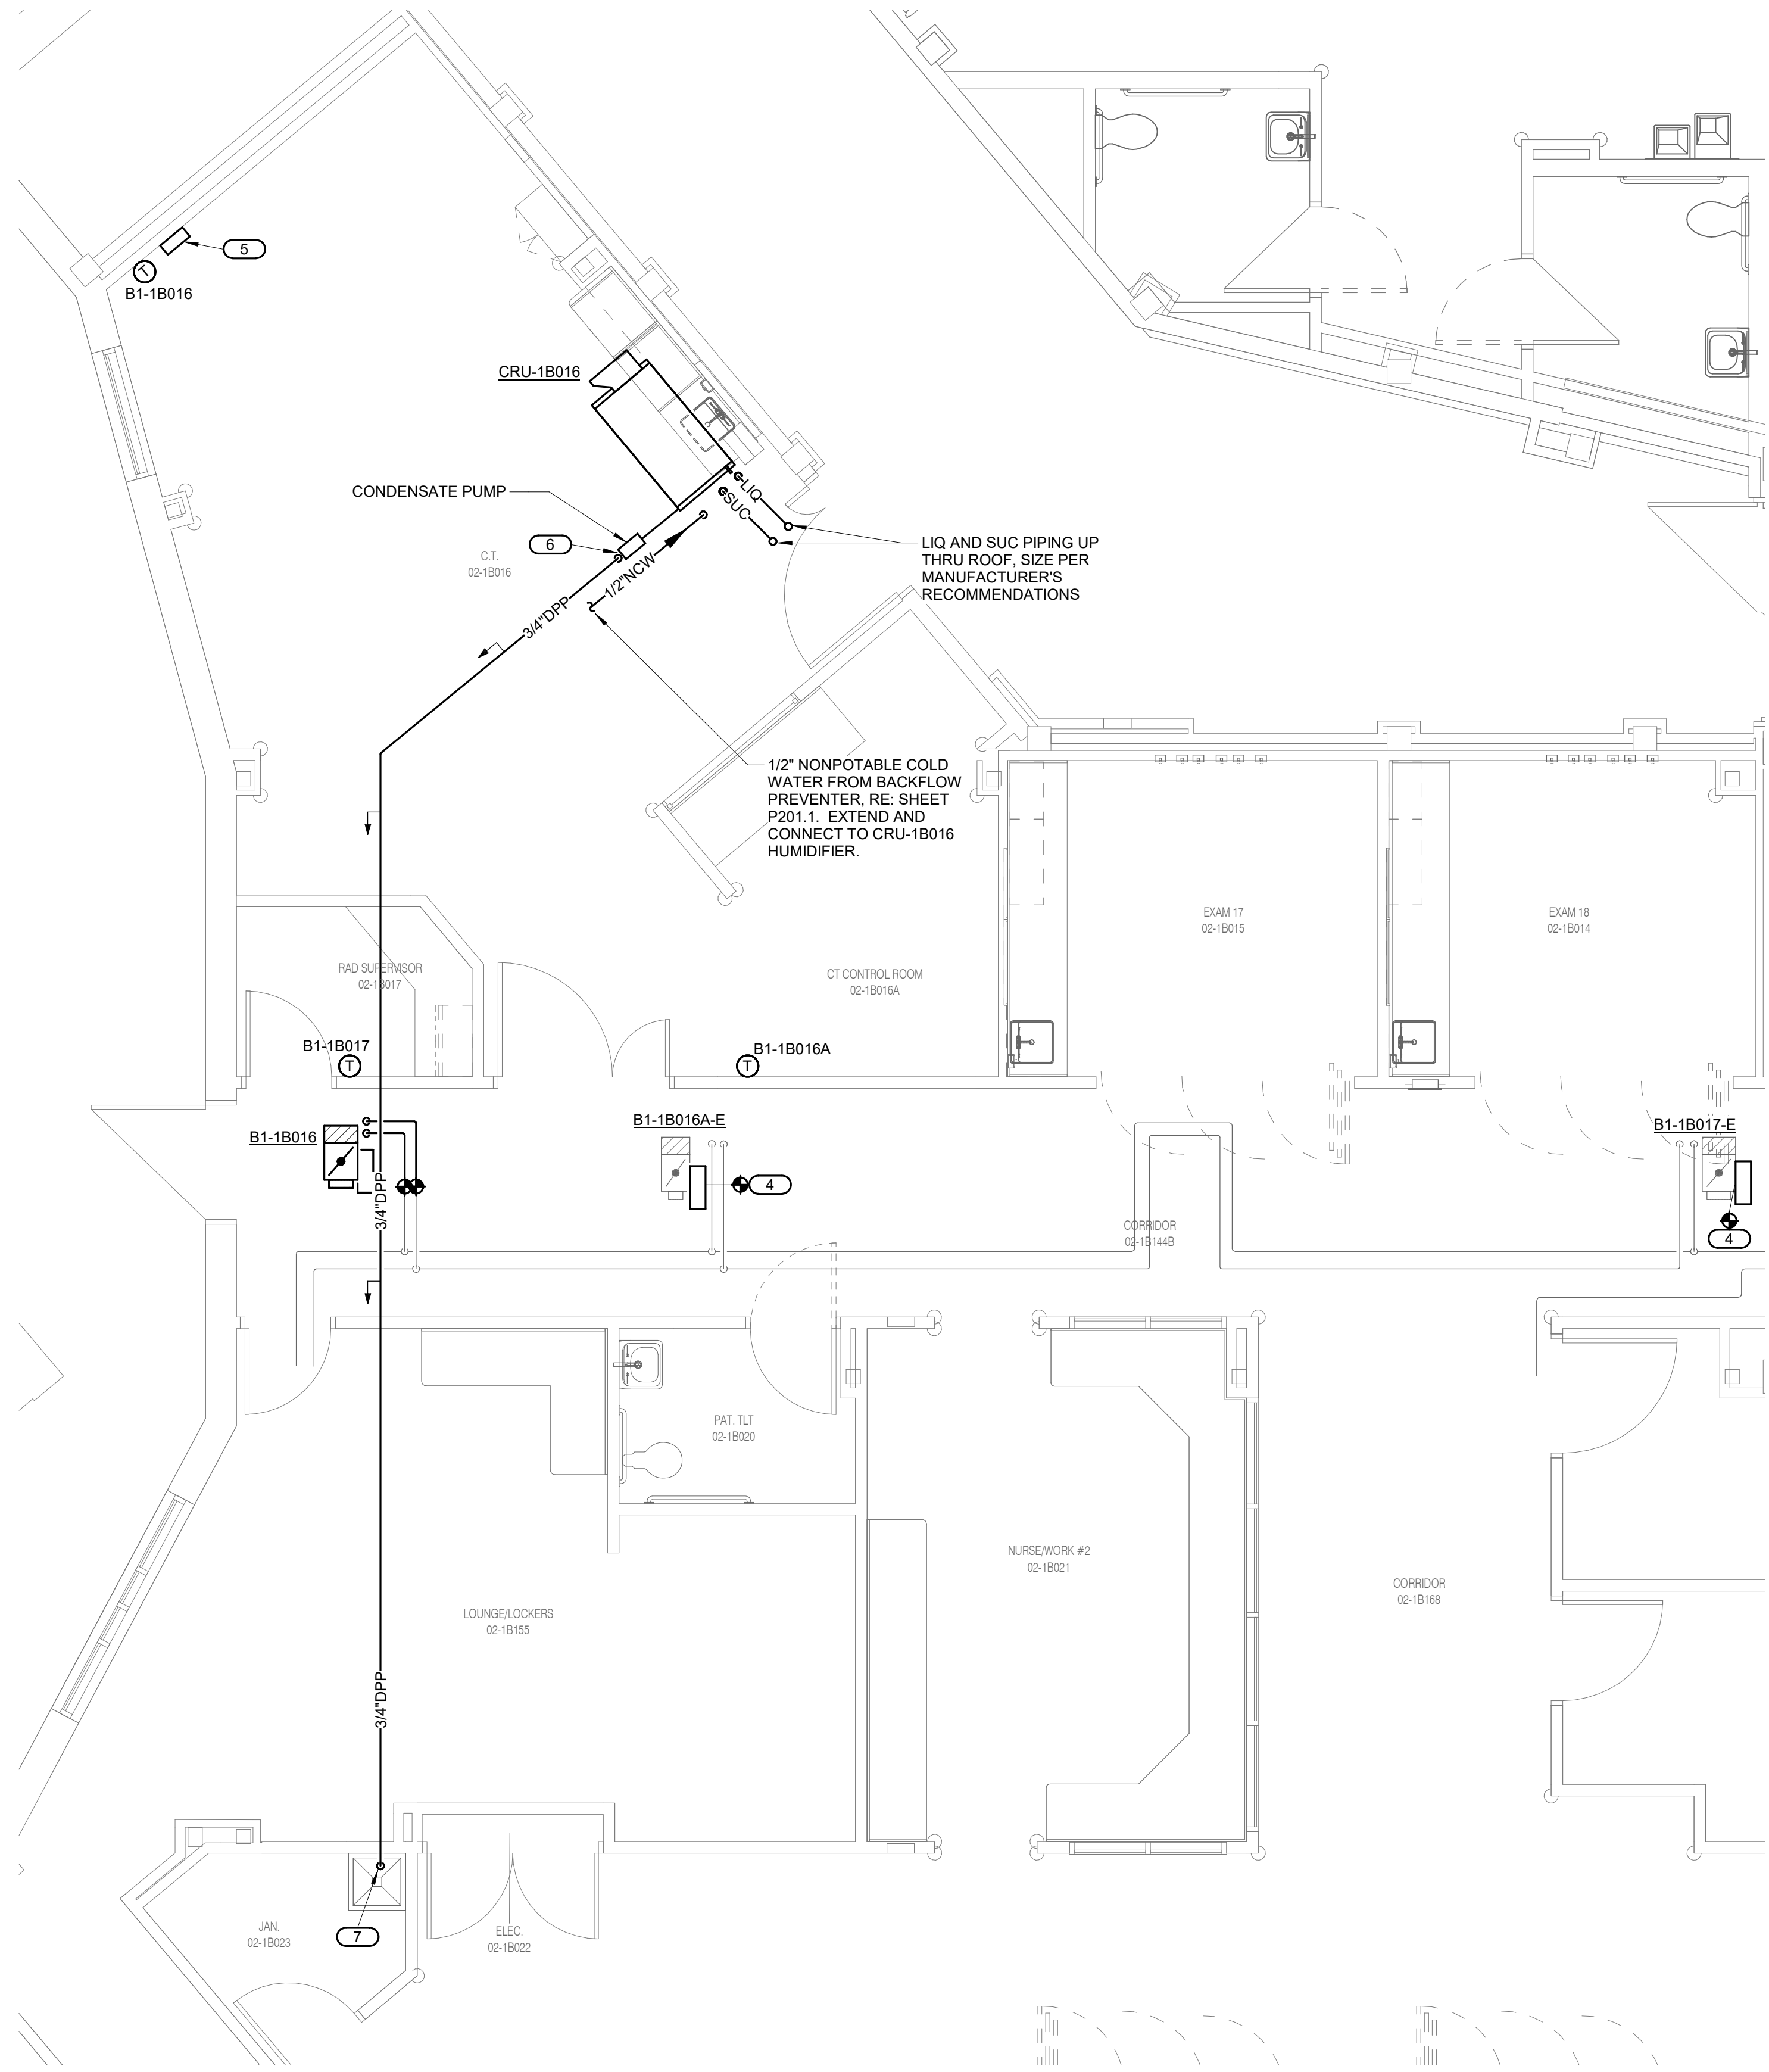 5
T
B1-1B016
CRU-1B016
CONDENSATE PUMP
LIQ
SUC
6
C.T.
02-1B016
1/2"NCW
3/4"DPP
LIQ AND SUC PIPING UP
THRU ROOF, SIZE PER
MANUFACTURER'S
RECOMMENDATIONS
1/2" NONPOTABLE COLD
WATER FROM BACKFLOW
PREVENTER, RE: SHEET
P201.1. EXTEND AND
CONNECT TO CRU-1B016
HUMIDIFIER.
EXAM 17
02-1B015
EXAM 18
02-1B014
RAD SUPERVISOR
02-1B017
CT CONTROL ROOM
02-1B016A
B1-1B017
T
B1-1B016A
T
B1-1B016
B1-1B016A-E
4
B1-1B017-E
4
3/4"DPP
CORRIDOR
02-1B144B
PAT. TLT
02-1B020
NURSE/WORK #2
02-1B021
CORRIDOR
02-1B168
LOUNGE/LOCKERS
02-1B155
3/4"DPP
JAN.
02-1B023
7
ELEC.
02-1B022